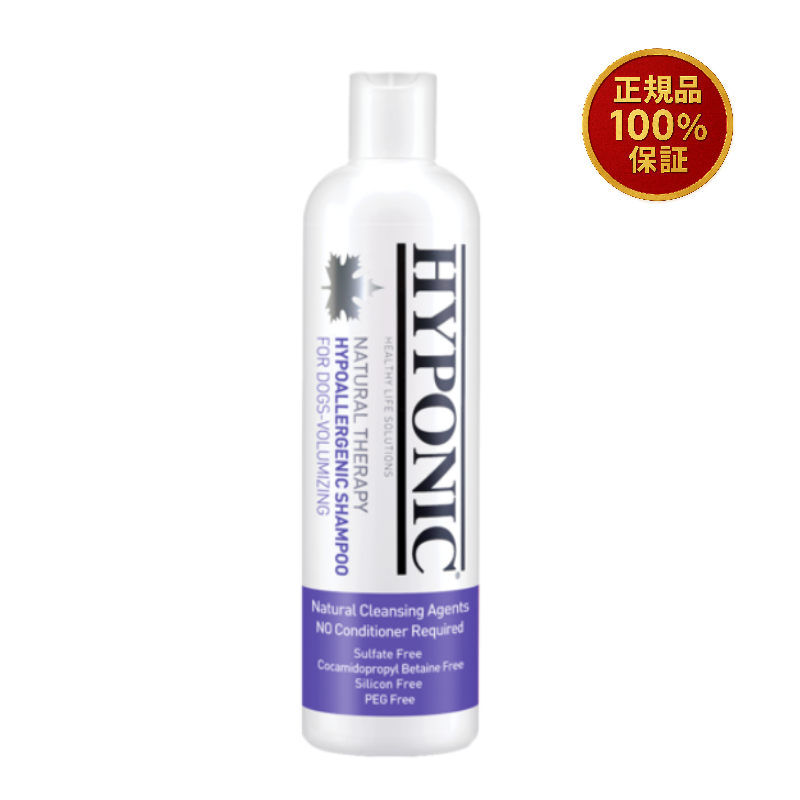 正規品
100%
保証
HYPONIC®
HEALTHY LIFE SOLUTIONS
NATURAL THERAPY
HYPOALLERGENIC SHAMPOO
FOR DOGS-VOLUMIZING
Natural Cleansing Agents
NO Conditioner Required
Sulfate Free
Cocamidopropyl Betaine Free
Silicon Free
PEG Free